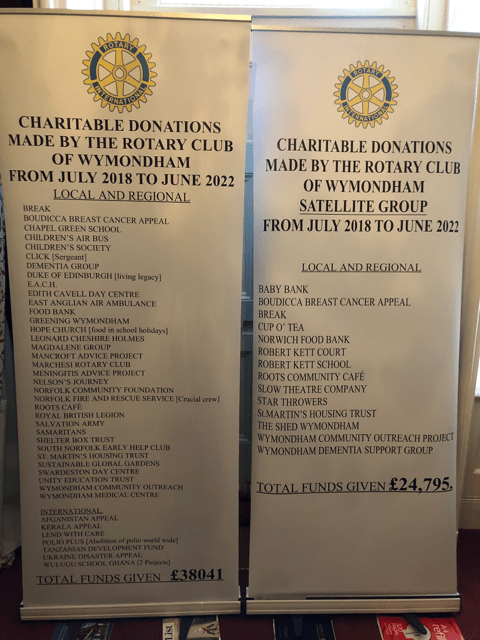 ROTARY
INTERNATIONAL
CHARITABLE DONATIONS
MADE BY THE ROTARY CLUB
OF WYMONDHAM
FROM JULY 2018 TO JUNE 2022
LOCAL AND REGIONAL
BREAK
BOUDICCA BREAST CANCER APPEAL
CHAPEL GREEN SCHOOL
CHILDREN'S AIR BUS
CHILDREN'S SOCIETY
CLICK [Sergeant]
DEMENTIA GROUP
DUKE OF EDINBURGH [living legacy]
E.A.C.H.
EDITH CAVELL DAY CENTRE
EAST ANGLIAN AIR AMBULANCE
FOOD BANK
GREENING WYMONDHAM
HOPE CHURCH [food in school holidays]
LEONARD CHESHIRE HOLMES
MAGDALENE GROUP
MANCROFT ADVICE PROJECT
MARCHESI ROTARY CLUB
MENINGITIS ADVICE PROJECT
NELSON'S JOURNEY
NORFOLK COMMUNITY FOUNDATION
NORFOLK FIRE AND RESCUE SERVICE [Crucial crew]
ROOTS CAFÉ
ROYAL BRITISH LEGION
SALVATION ARMY
SAMARITANS
SHELTER BOX TRUST
SOUTH NORFOLK EARLY HELP CLUB
ST. MARTIN'S HOUSING TRUST
SUSTAINABLE GLOBAL GARDENS
SWARDESTON DAY CENTRE
UNITY EDUCATION TRUST
WYMONDHAM COMMUNITY OUTREACH
WYMONDHAM MEDICAL CENTRE
INTERNATIONAL
AFGANISTAN APPEAL
KERALA APPEAL
LEND WITH CARE
POLIO PLUS [Abolition of polio world wide]
TANZANIAN DEVELOPMENT FUND
UKRAINE DISASTER APPEAL
WULUGU SCHOOL GHANA [2 Projects]
TOTAL FUNDS GIVEN £38041
ROTARY
INTERNATIONAL
CHARITABLE DONATIONS
MADE BY THE ROTARY CLUB
OF WYMONDHAM
SATELLITE GROUP
FROM JULY 2018 TO JUNE 2022
LOCAL AND REGIONAL
BABY BANK
BOUDICCA BREAST CANCER APPEAL
BREAK
CUP O' TEA
NORWICH FOOD BANK
ROBERT KETT COURT
ROBERT KETT SCHOOL
ROOTS COMMUNITY CAFÉ
SLOW THEATRE COMPANY
STAR THROWERS
St.MARTIN'S HOUSING TRUST
THE SHED WYMONDHAM
WYMONDHAM COMMUNITY OUTREACH PROJECT
WYMONDHAM DEMENTIA SUPPORT GROUP
TOTAL FUNDS GIVEN £24,795.